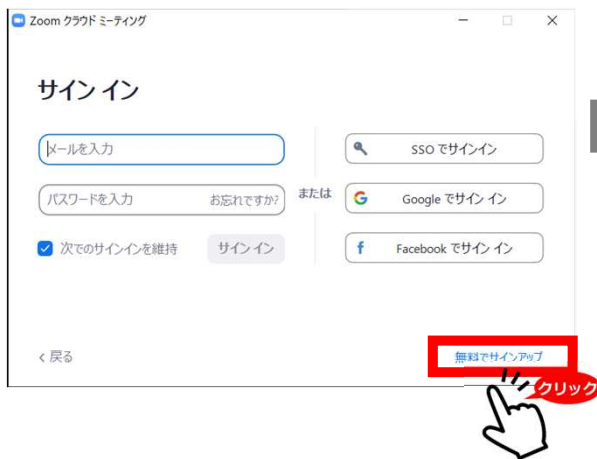 Zoom クラウド ミーティング
サイン イン
メールを入力
パスワードを入力 お忘れですか?
次でのサインインを維持 サイン イン
または
SSO でサインイン
Google でサイン イン
Facebook でサイン イン
< 戻る
無料でサインアップ
クリック